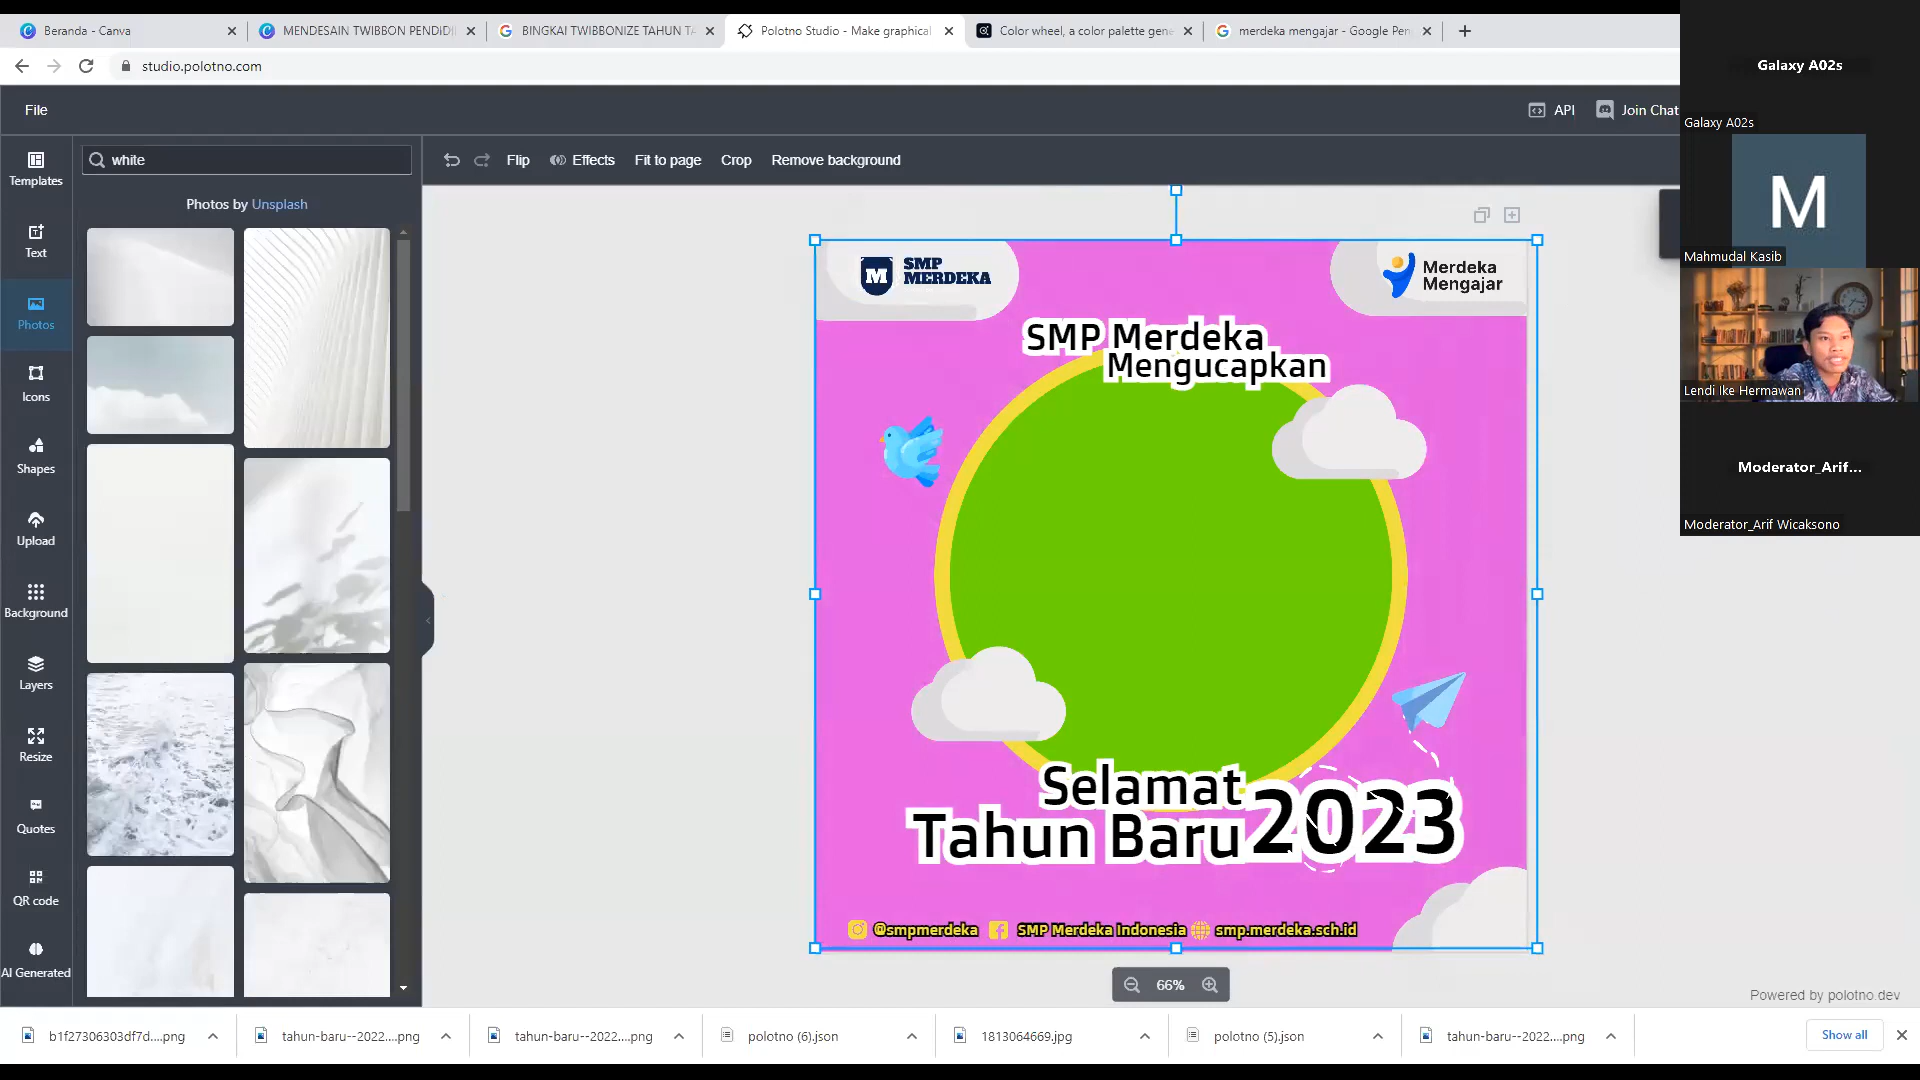 Beranda - Canva
MENDESAIN TWIBBON PENDIDI
BINGKAI TWIBBONIZE TAHUN TA
Polotno Studio - Make graphical
Color wheel, a color palette gene
merdeka mengajar - Google Pen
studio.polotno.com
File
API
Join Chat
Templates
Text
Photos
Icons
Shapes
Upload
Background
Layers
Resize
Quotes
QR code
AI Generated
white
Photos by Unsplash
Flip
Effects
Fit to page
Crop
Remove background
M
SMP
MERDEKA
Merdeka
Mengajar
SMP Merdeka
Mengucapkan
Selamat
Tahun Baru 2023
@smpmerdeka
SMP Merdeka Indonesia
smp.merdeka.sch.id
66%
Powered by polotno.dev
Galaxy A02s
Galaxy A02s
M
Mahmudal Kasib
Lendi Ike Hermawan
Moderator_Arif...
Moderator_Arif Wicaksono
b1f27306303df7d....png
tahun-baru--2022....png
tahun-baru--2022....png
polotno (6).json
1813064669.jpg
polotno (5).json
tahun-baru--2022....png
Show all